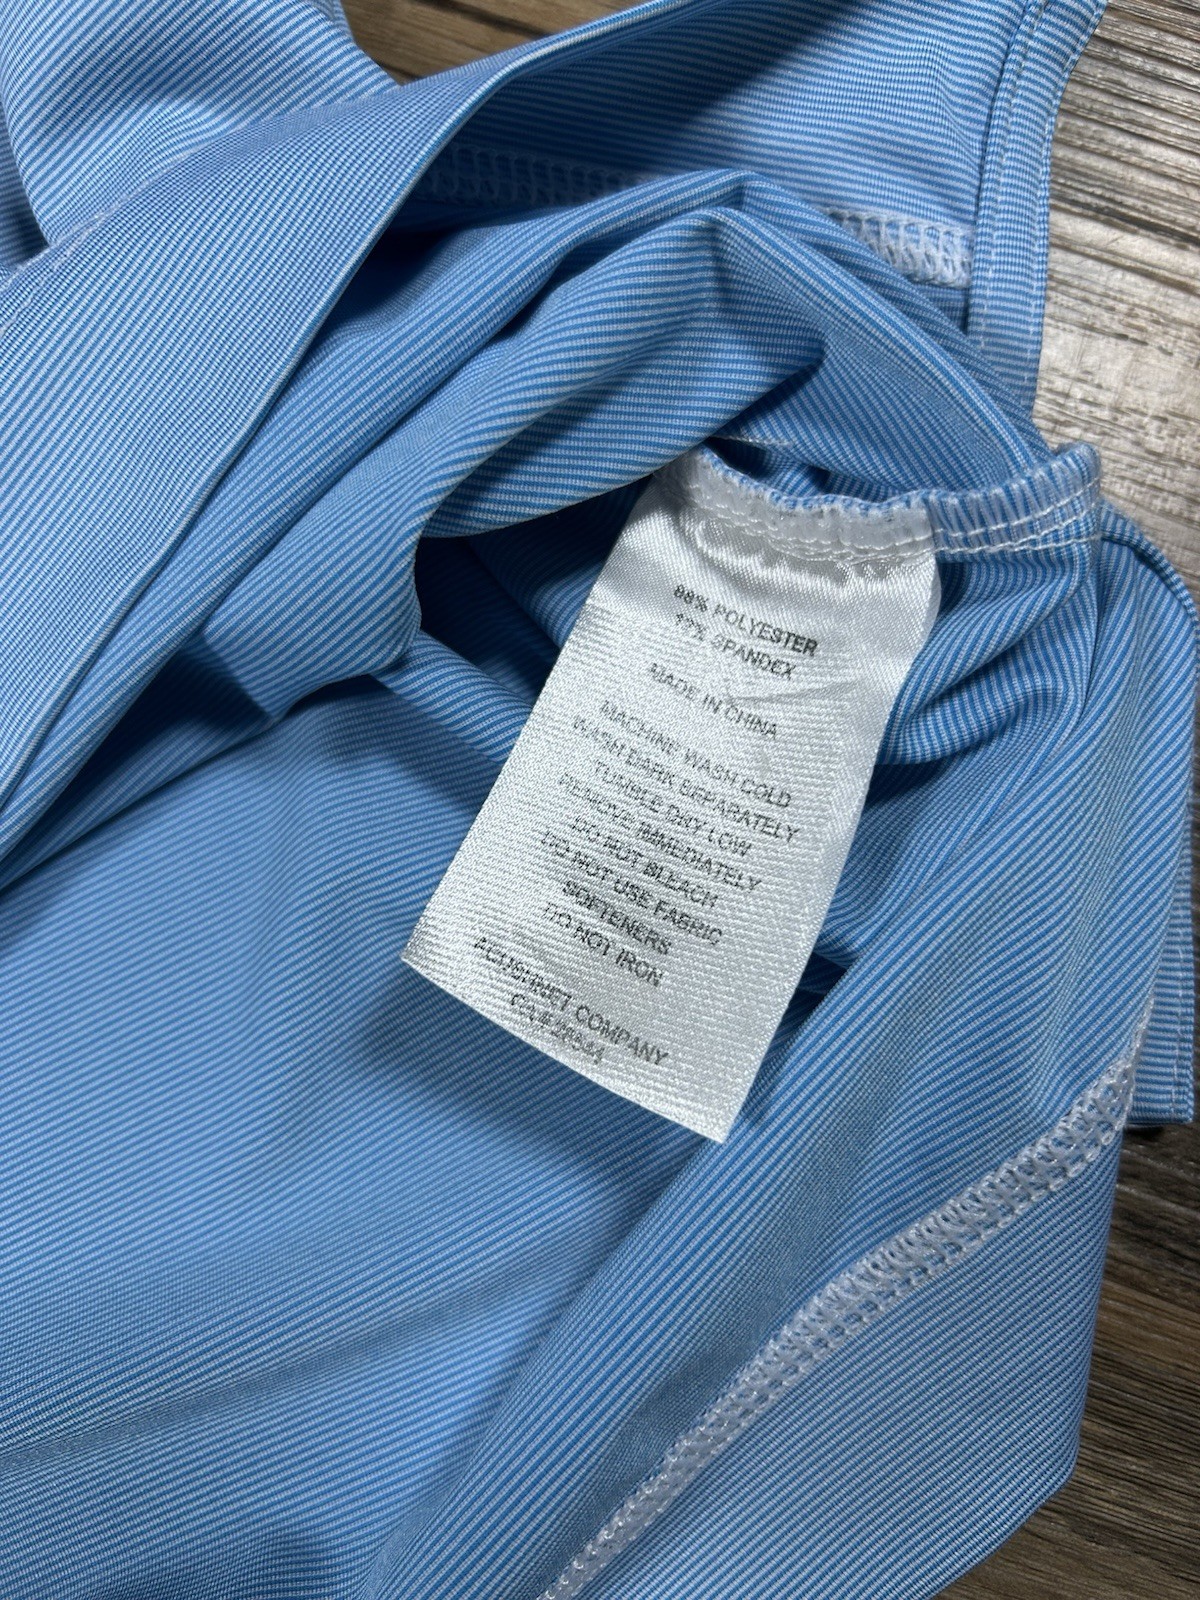 88% POLYESTER
12% SPANDEX
MADE IN CHINA
MACHINE WASH COLD
WASH DARK SEPARATELY
TUMBLE DRY LOW
REMOVE IMMEDIATELY
DO NOT BLEACH
DO NOT USE FABRIC
SOFTENERS
DO NOT IRON
ACUSHNET COMPANY